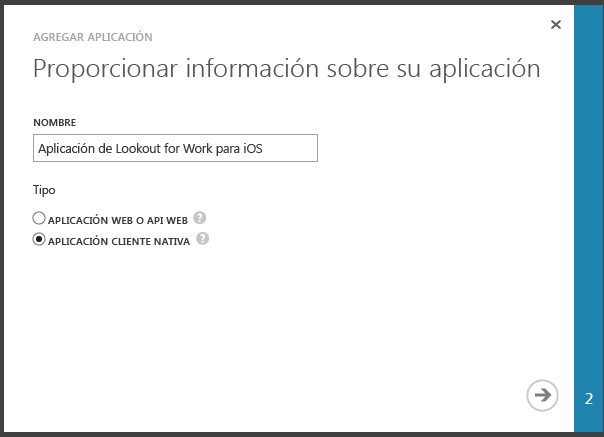 AGREGAR APLICACIÓN
Proporcionar información sobre su aplicación
NOMBRE
Aplicación de Lookout for Work para iOS
Tipo
APLICACIÓN WEB O API WEB ?
APLICACIÓN CLIENTE NATIVA ?
2